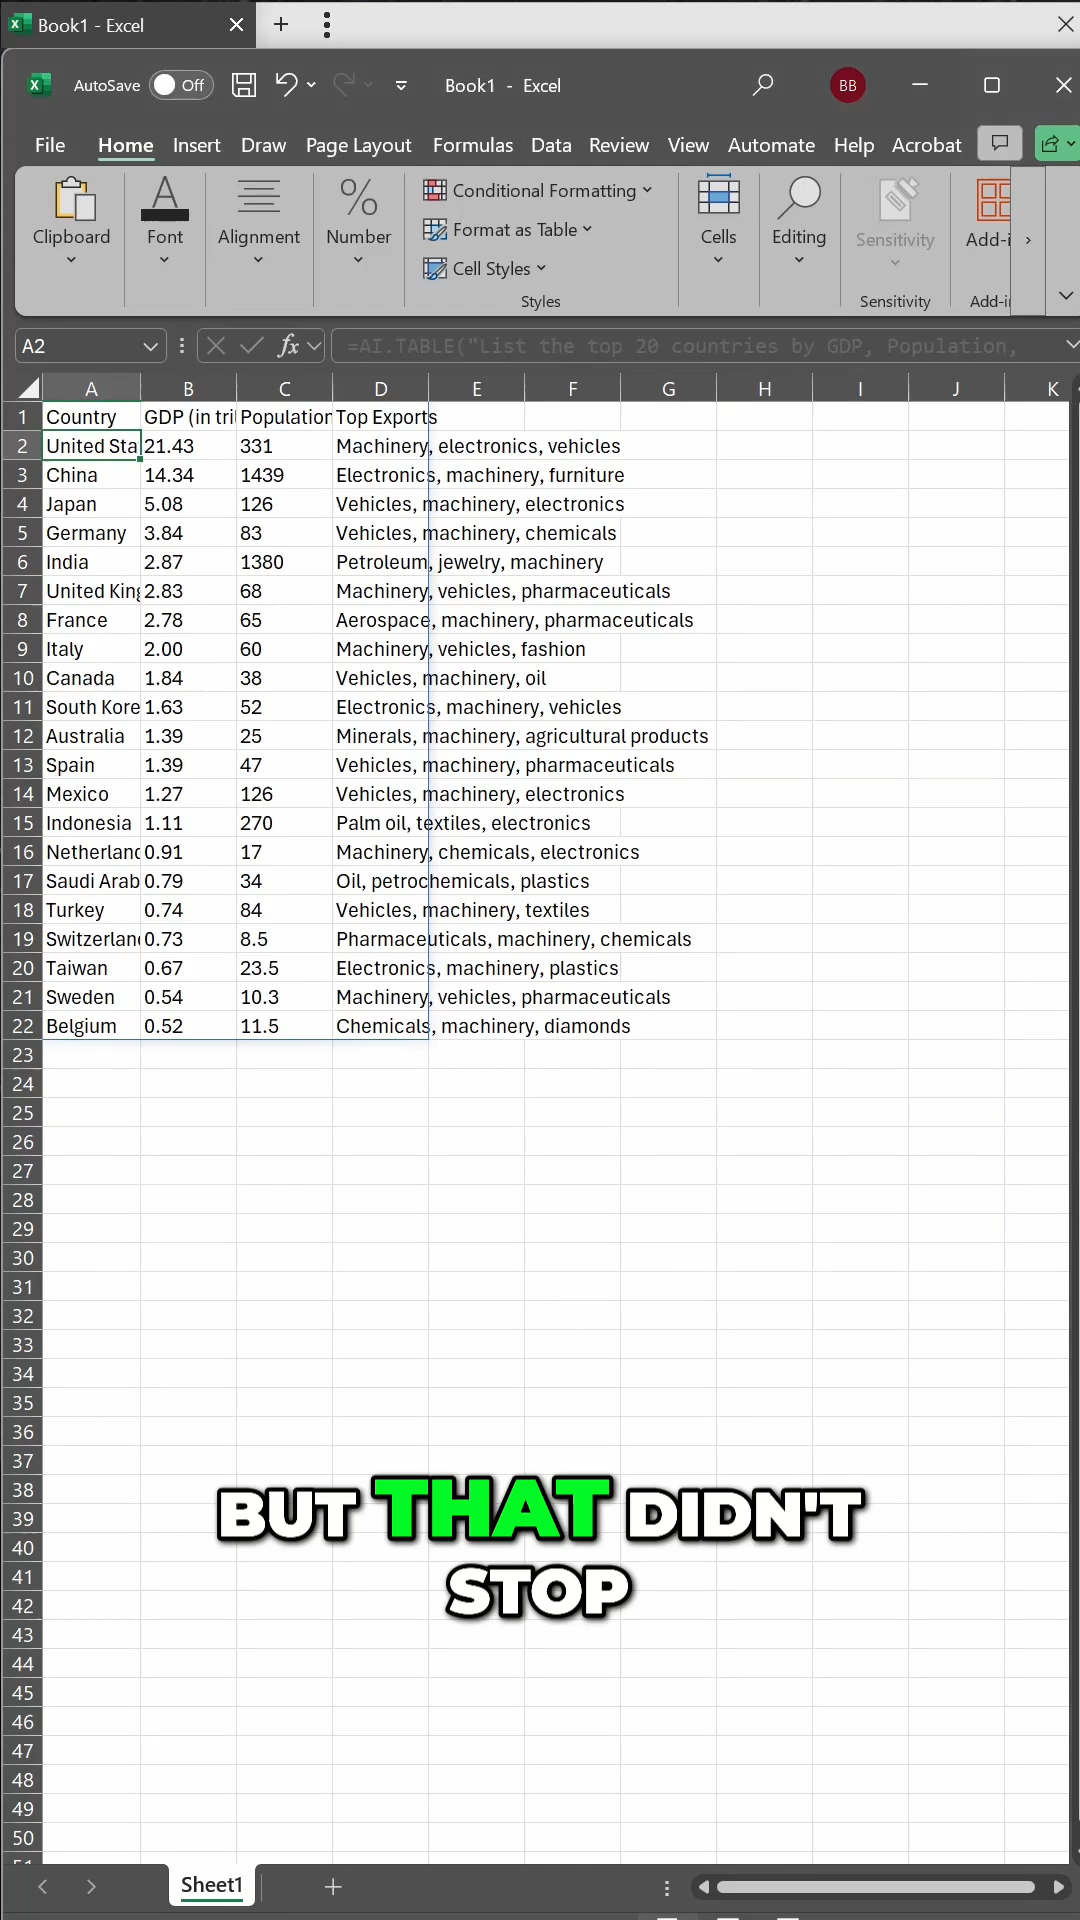 Book1 - Excel
AutoSave Off Book1 - Excel BB
File Home Insert Draw Page Layout Formulas Data Review View Automate Help Acrobat
Clipboard Font Alignment Number Conditional Formatting Format as Table Cell Styles Cells Editing Sensitivity Add-i
Styles Sensitivity Add-i
A2 fx =AI.TABLE("List the top 20 countries by GDP, Population,
A B C D E F G H I J K
1 Country GDP (in tril Population Top Exports
2 United Sta 21.43 331 Machinery, electronics, vehicles
3 China 14.34 1439 Electronics, machinery, furniture
4 Japan 5.08 126 Vehicles, machinery, electronics
5 Germany 3.84 83 Vehicles, machinery, chemicals
6 India 2.87 1380 Petroleum, jewelry, machinery
7 United King 2.83 68 Machinery, vehicles, pharmaceuticals
8 France 2.78 65 Aerospace, machinery, pharmaceuticals
9 Italy 2.00 60 Machinery, vehicles, fashion
10 Canada 1.84 38 Vehicles, machinery, oil
11 South Kore 1.63 52 Electronics, machinery, vehicles
12 Australia 1.39 25 Minerals, machinery, agricultural products
13 Spain 1.39 47 Vehicles, machinery, pharmaceuticals
14 Mexico 1.27 126 Vehicles, machinery, electronics
15 Indonesia 1.11 270 Palm oil, textiles, electronics
16 Netherland 0.91 17 Machinery, chemicals, electronics
17 Saudi Arab 0.79 34 Oil, petrochemicals, plastics
18 Turkey 0.74 84 Vehicles, machinery, textiles
19 Switzerland 0.73 8.5 Pharmaceuticals, machinery, chemicals
20 Taiwan 0.67 23.5 Electronics, machinery, plastics
21 Sweden 0.54 10.3 Machinery, vehicles, pharmaceuticals
22 Belgium 0.52 11.5 Chemicals, machinery, diamonds
23
24
25
26
27
28
29
30
31
32
33
34
35
36
37
38
BUT THAT DIDN'T
39
40
41
STOP
42
43
44
45
46
47
48
49
50
51
Sheet1